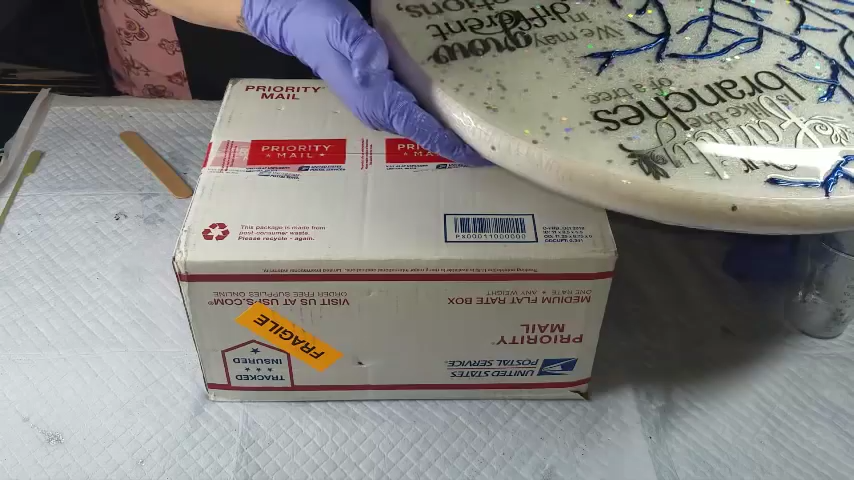 PRIORITY
MAIL
PRIORITY
MAIL
This package is made from
post-consumer waste.
Please recycle - again.
PX00011000000
VISIT US AT USPS.COM®
ORDER FREE SUPPLIES ONLINE
MEDIUM FLAT RATE BOX
ONE RATE ★ ANY WEIGHT
FRAGILE
TRACKED
INSURED
PRIORITY
MAIL
UNITED STATES
POSTAL SERVICE
Our
family
is like the
branches
of a tree.
We may
grow
in
different